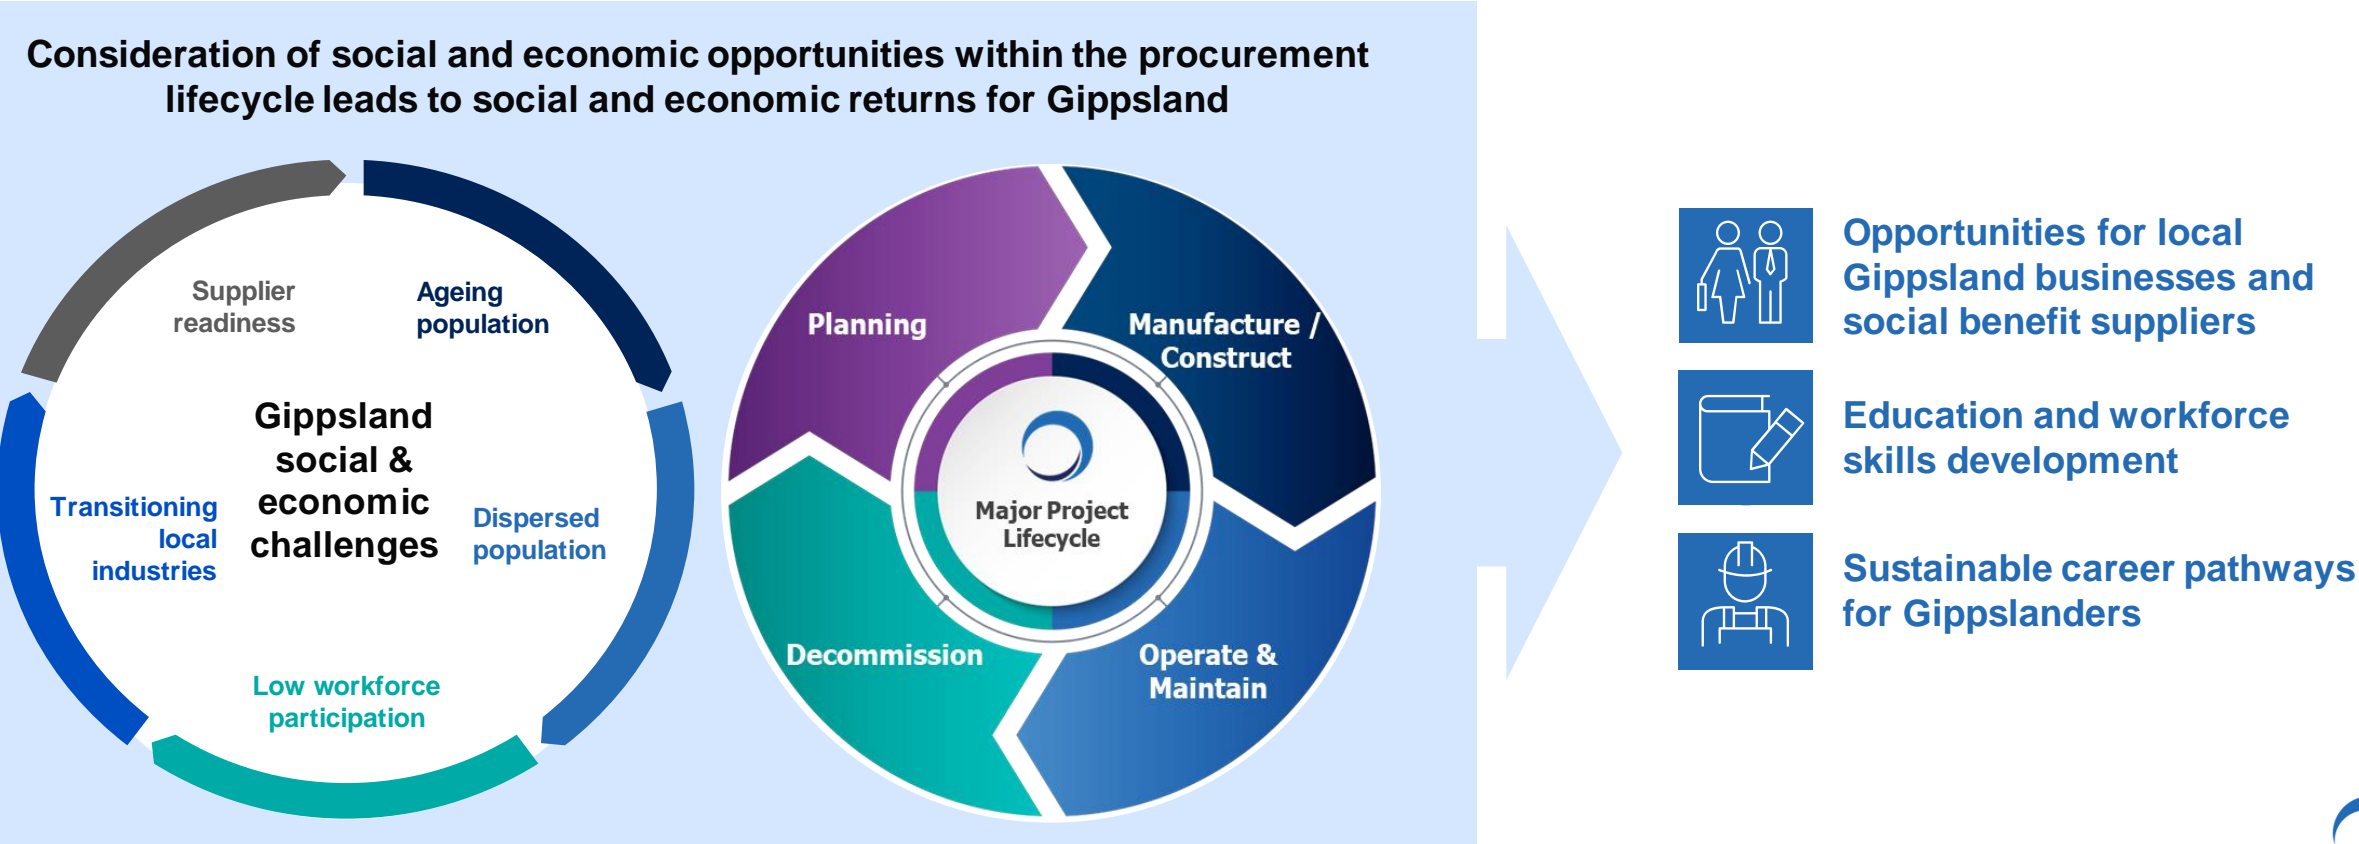 Consideration of social and economic opportunities within the procurement
lifecycle leads to social and economic returns for Gippsland
Supplier
readiness
Ageing
population
Gippsland
social &
economic
challenges
Transitioning
local
industries
Dispersed
population
Low workforce
participation
Planning
Manufacture /
Construct
Major Project
Lifecycle
Decommission
Operate &
Maintain
Opportunities for local
Gippsland businesses and
social benefit suppliers
Education and workforce
skills development
Sustainable career pathways
for Gippslanders